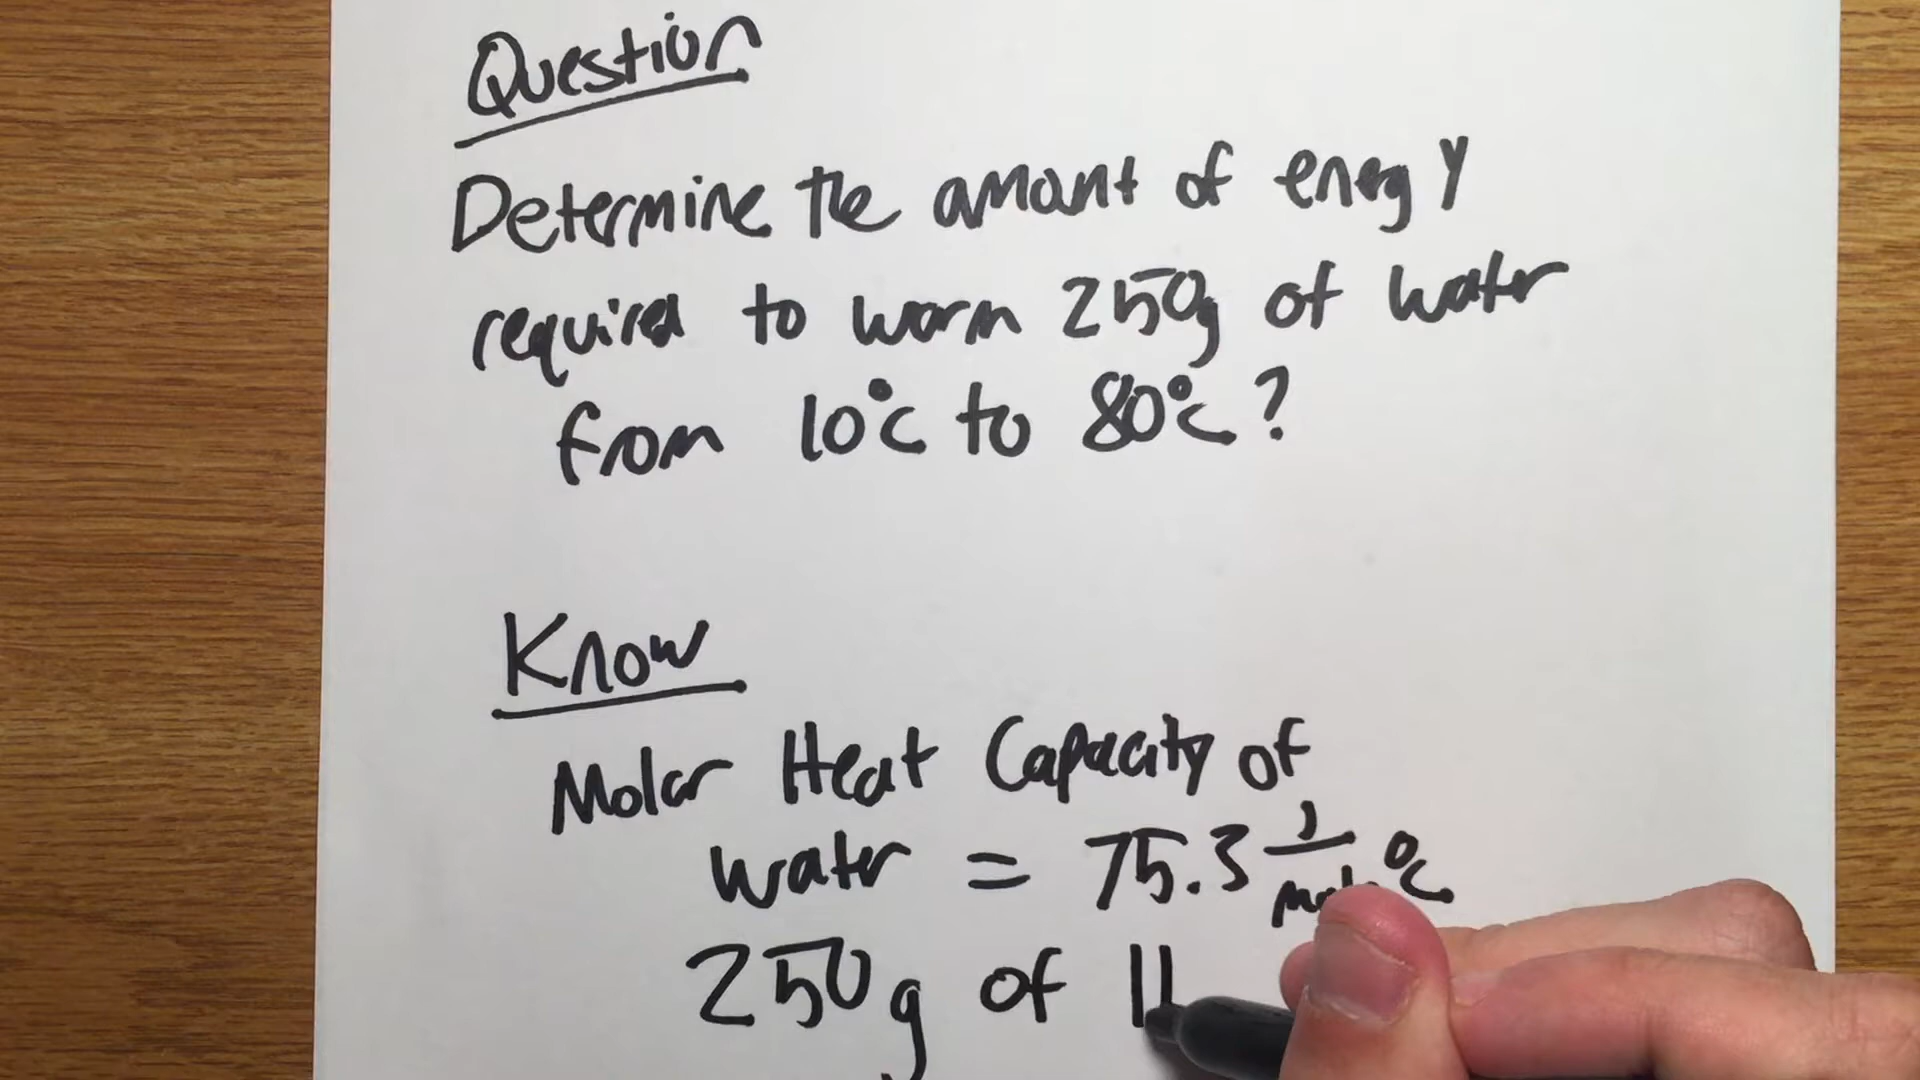 Question
Determine the amount of energy
required to warm 250g of water
from 10°C to 80°C?
Know
Molar Heat Capacity of
water = 75.3 J
°C
250g of